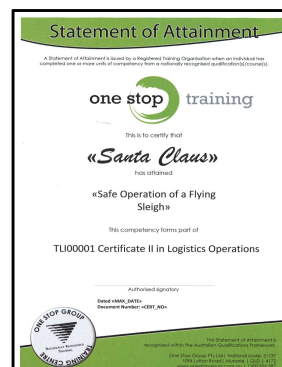 Statement of Attainment
A Statement of Attainment is issued by a Registered Training Organisation when an individual has
completed one or more units of competency from a nationally recognised qualification(s)/course(s).
one stop training
This is to certify that
«Santa Claus»
has attained
«Safe Operation of a Flying
Sleigh»
This competency forms part of
TLI00001 Certificate II in Logistics Operations
Authorised signatory
Dated «MAX_DATE»
Document Number: «CERT_NO»
ONE STOP GROUP
NATIONALLY RECOGNISED
TRAINING
TRAINING CENTRE
This Statement of Attainment is
recognised within the Australian Qualifications Framework.
One Stop Group Pty Ltd | National code: 31737